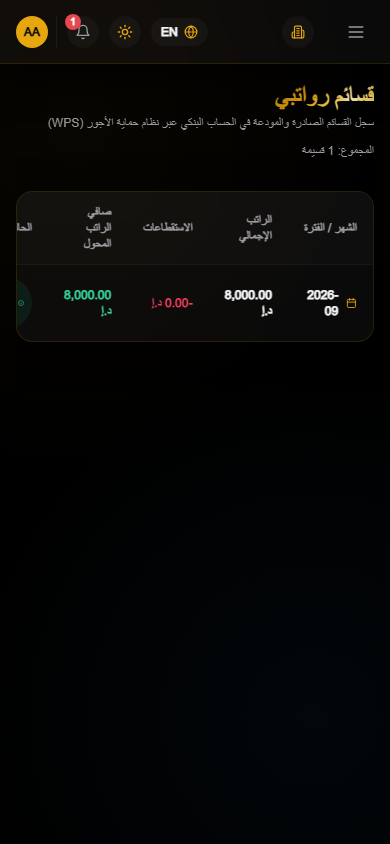 AA
1
EN
قسائم رواتبي
سجل القسائم الصادرة والمودعة في الحساب البنكي عبر نظام حماية الأجور (WPS)
المجموع: 1 قسيمة
الشهر / الفترة
الراتب الإجمالي
الاستقطاعات
صافي الراتب المحول
2026-09
8,000.00 د.إ
-0.00 د.إ
8,000.00 د.إ